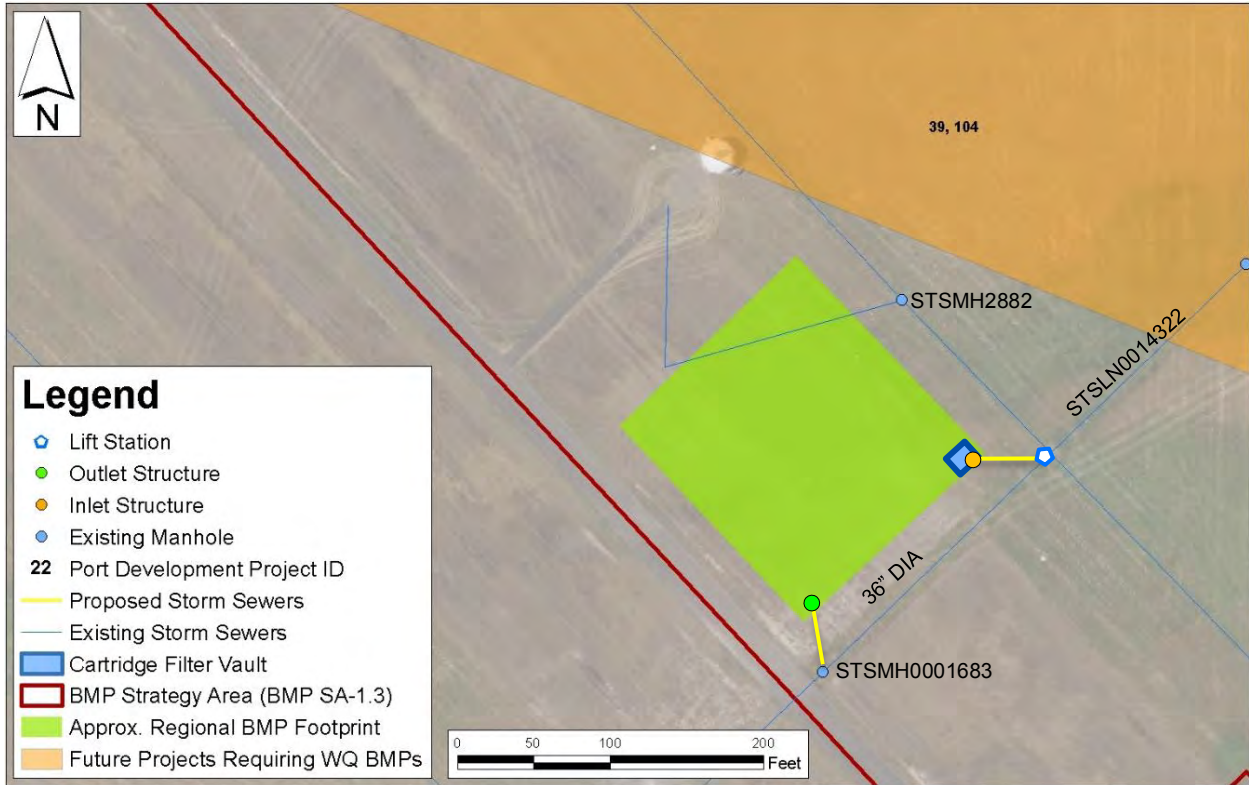 N
39, 104
STSMH2882
STSLN0014322
36” DIA
STSMH0001683
Legend
Lift Station
Outlet Structure
Inlet Structure
Existing Manhole
22 Port Development Project ID
Proposed Storm Sewers
Existing Storm Sewers
Cartridge Filter Vault
BMP Strategy Area (BMP SA-1.3)
Approx. Regional BMP Footprint
Future Projects Requiring WQ BMPs
0 50 100 200
Feet